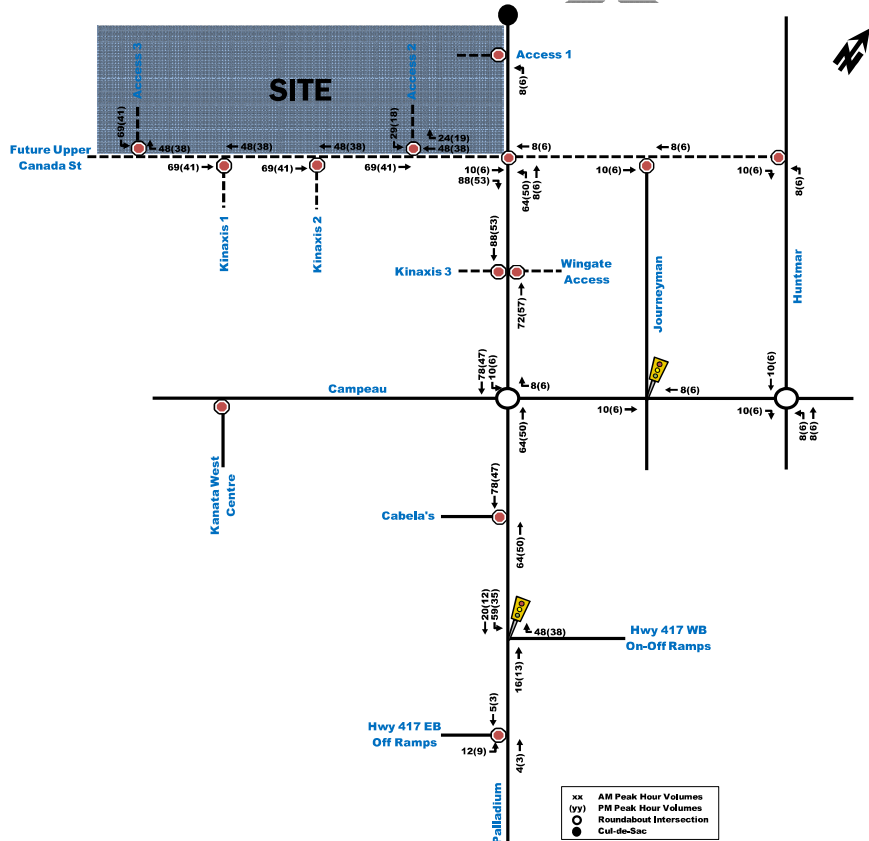 Access 3
Access 2
Access 1
SITE
8(6)
69(41)
48(38)
48(38)
48(38)
29(18)
24(19)
48(38)
8(6)
8(6)
Future Upper
Canada St
69(41)
69(41)
69(41)
10(6)
88(53)
64(50)
8(6)
10(6)
10(6)
8(6)
Kinaxis 1
Kinaxis 2
88(53)
Kinaxis 3
Wingate
Access
72(57)
Journeyman
Huntmar
78(47)
10(6)
8(6)
Campeau
8(6)
10(6)
10(6)
10(6)
8(6)
8(6)
64(50)
Kanata West
Centre
78(47)
Cabela's
64(50)
20(12)
59(35)
48(38)
Hwy 417 WB
On-Off Ramps
16(13)
5(3)
Hwy 417 EB
Off Ramps
12(9)
4(3)
Palladium
N
xx AM Peak Hour Volumes
(yy) PM Peak Hour Volumes
Roundabout Intersection
Cul-de-Sac